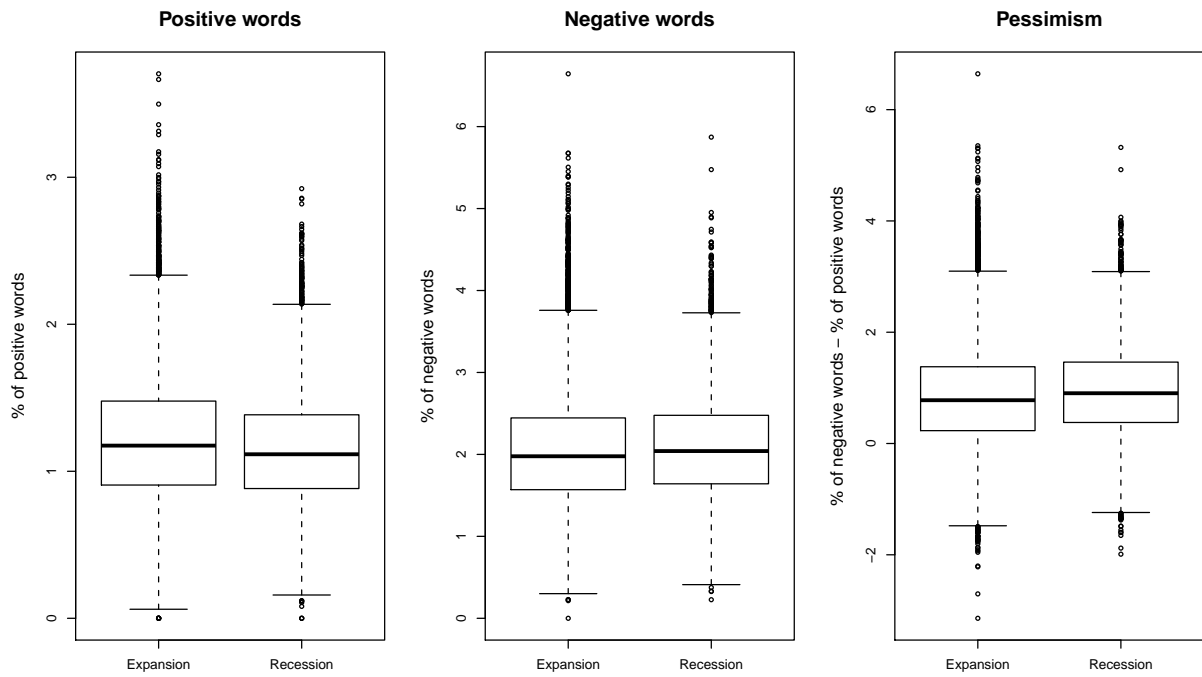 Positive words
Negative words
Pessimism
% of positive words
3
2
1
0
Expansion
Recession
% of negative words
6
5
4
3
2
1
0
Expansion
Recession
% of negative words – % of positive words
6
4
2
0
−2
Expansion
Recession